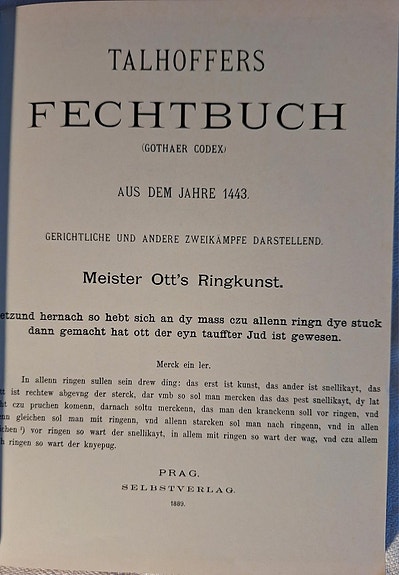 TALHOFFERS
FECHTBUCH
(GOTHAER CODEX)
AUS DEM JAHRE 1443.
GERICHTLICHE UND ANDERE ZWEIKÄMPFE DARSTELLEND.
Meister Ott's Ringkunst.
etzund hernach so hebt sich an dy mass czu allenn ringn dye stuck
dann gemacht hat ott der eyn tauffter Jud ist gewesen.
Merck ein ler.
In allenn ringen sullen sein drew ding: das erst ist kunst, das ander ist snellikayt, das
ist rechtew abgevng der sterck, dar vmb so sol man mercken das das pest snellikayt, dy lat
czu pruchen komenn, darnach soltu merckenn, das man den kranckenn soll vor ringen, vnd
gleichen sol man mit ringenn, vnd allenn starcken sol man nach ringenn, vnd in allen
vor ringen so wart der snellikayt, in allem mit ringen so wart der wag, vnd czu allem
ringen so wart der knyepug.
PRAG.
SELBSTVERLAG.
1889.